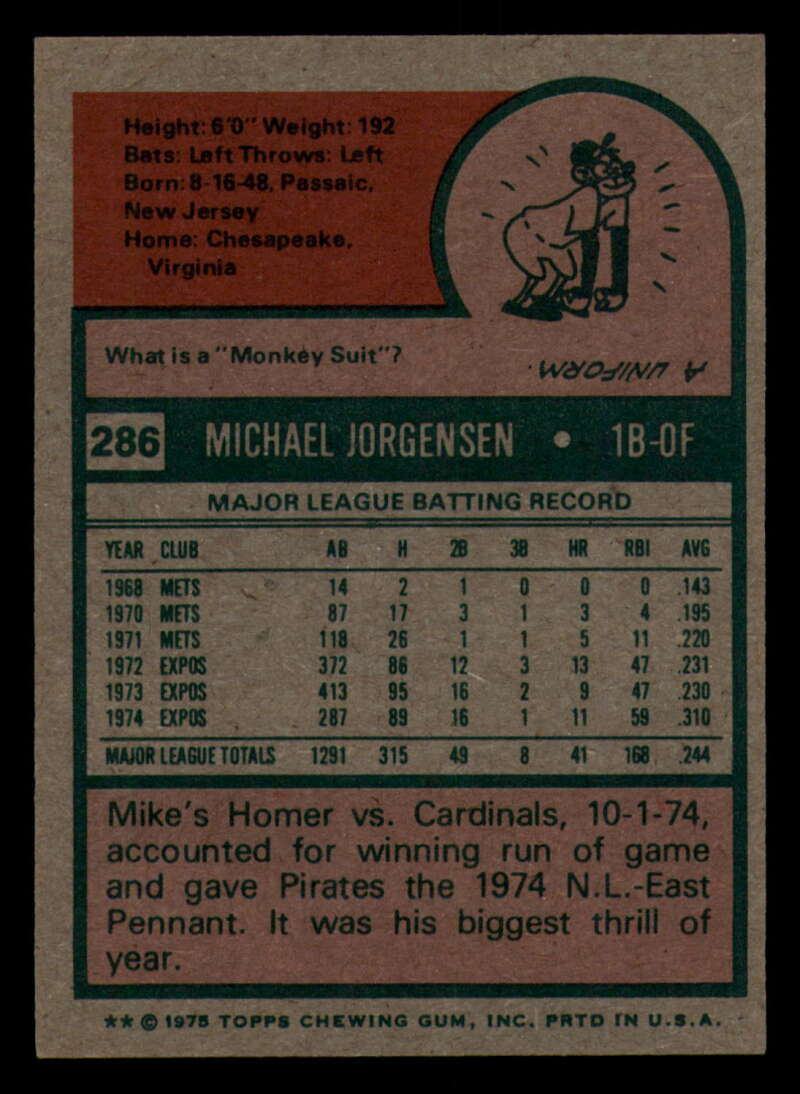 Height: 6'0" Weight: 192
Bats: Left Throws: Left
Born: 8-16-48, Passaic,
New Jersey
Home: Chesapeake,
Virginia
What is a "Monkey Suit"?
A UNIFORM.
286 MICHAEL JORGENSEN • 1B-OF
MAJOR LEAGUE BATTING RECORD
YEAR CLUB AB H 2B 3B HR RBI AVG
1968 METS 14 2 1 0 0 0 .143
1970 METS 87 17 3 1 3 4 .195
1971 METS 118 26 1 1 5 11 .220
1972 EXPOS 372 86 12 3 13 47 .231
1973 EXPOS 413 95 16 2 9 47 .230
1974 EXPOS 287 89 16 1 11 59 .310
MAJOR LEAGUE TOTALS 1291 315 49 8 41 168 .244
Mike's Homer vs. Cardinals, 10-1-74,
accounted for winning run of game
and gave Pirates the 1974 N.L.-East
Pennant. It was his biggest thrill of
year.
** © 1975 TOPPS CHEWING GUM, INC. PRTD IN U.S.A.